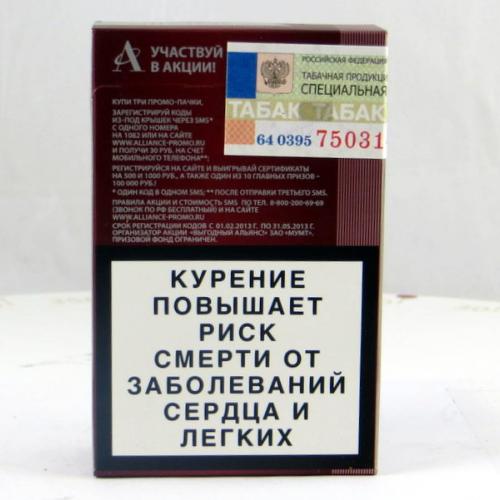 А УЧАСТВУЙ
В АКЦИИ!
КУПИ ТРИ ПРОМО-ПАЧКИ,
ЗАРЕГИСТРИРУЙ КОДЫ
ИЗ-ПОД КРЫШЕК ЧЕРЕЗ SMS*
С ОДНОГО НОМЕРА
НА 1082 ИЛИ НА САЙТЕ
WWW.ALLIANCE-PROMO.RU
И ПОЛУЧИ 30 РУБ. НА СЧЕТ
МОБИЛЬНОГО ТЕЛЕФОНА**:
РЕГИСТРИРУЙСЯ НА САЙТЕ И ВЫИГРЫВАЙ СЕРТИФИКАТЫ
НА 500 И 1000 РУБ., А ТАКЖЕ ОДИН ИЗ 10 ГЛАВНЫХ ПРИЗОВ –
100 000 РУБ.!
* ОДИН КОД В ОДНОМ SMS; ** ПОСЛЕ ОТПРАВКИ ТРЕТЬЕГО SMS.
ПРАВИЛА АКЦИИ И СТОИМОСТЬ SMS ПО ТЕЛ. 8-800-200-69-69
(ЗВОНОК ПО РФ БЕСПЛАТНЫЙ) И НА САЙТЕ
WWW.ALLIANCE-PROMO.RU
СРОК РЕГИСТРАЦИИ КОДОВ С 01.02.2013 Г. ПО 31.05.2013 Г.
ОРГАНИЗАТОР АКЦИИ «ВЫГОДНЫЙ АЛЬЯНС!» ЗАО «МУМТ».
ПРИЗОВОЙ ФОНД ОГРАНИЧЕН.
РОССИЙСКАЯ ФЕДЕРАЦИЯ
ТАБАЧНАЯ ПРОДУКЦИ
СПЕЦИАЛЬНАЯ
ТАБАК ТАБАК
64 0395 75031
КУРЕНИЕ
ПОВЫШАЕТ
РИСК
СМЕРТИ ОТ
ЗАБОЛЕВАНИЙ
СЕРДЦА И
ЛЕГКИХ